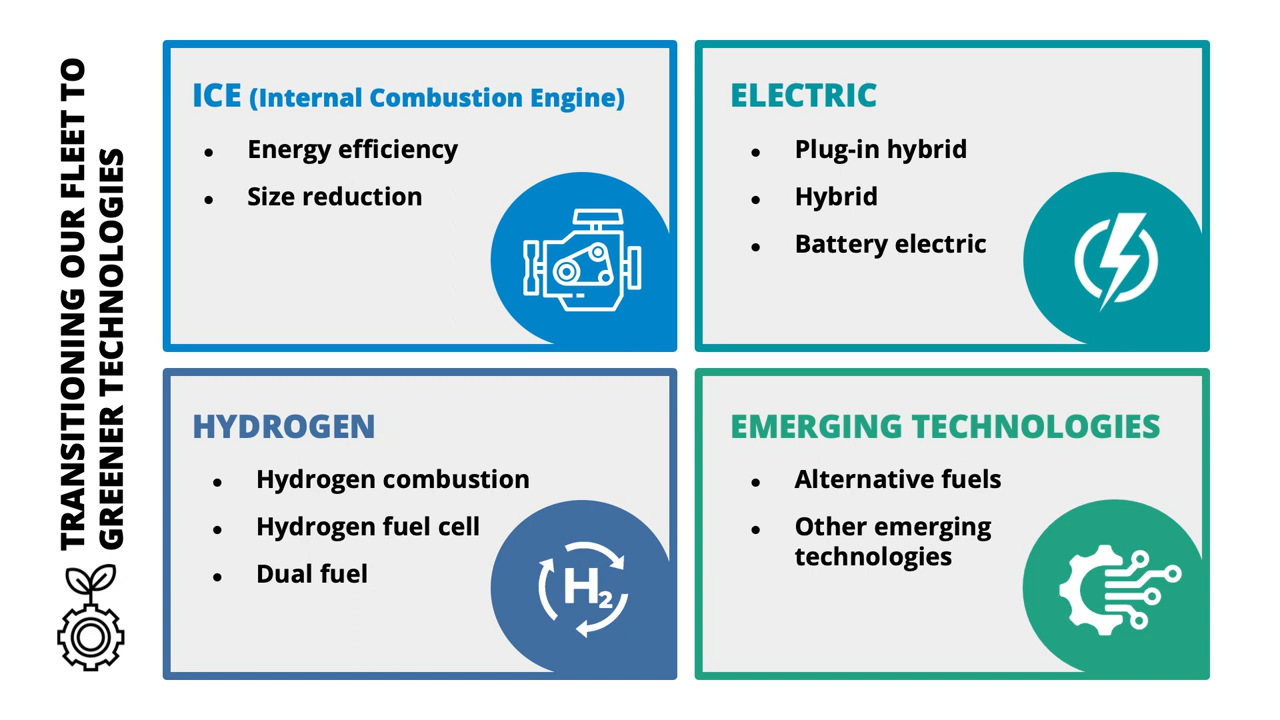 TRANSITIONING OUR FLEET TO
GREENER TECHNOLOGIES
ICE (Internal Combustion Engine)
• Energy efficiency
• Size reduction
ELECTRIC
• Plug-in hybrid
• Hybrid
• Battery electric
HYDROGEN
• Hydrogen combustion
• Hydrogen fuel cell
• Dual fuel
H2
EMERGING TECHNOLOGIES
• Alternative fuels
• Other emerging
technologies